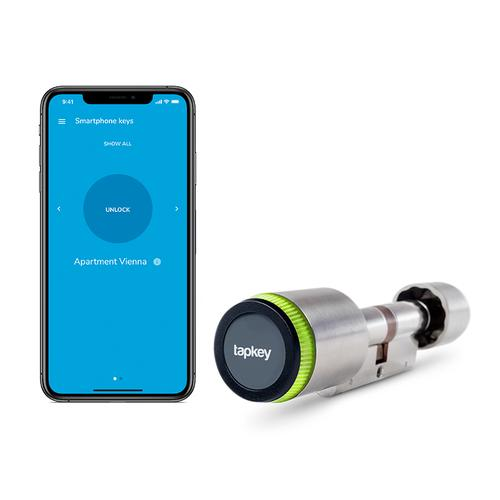 9:41
Smartphone keys
SHOW ALL
UNLOCK
Apartment Vienna
tapkey